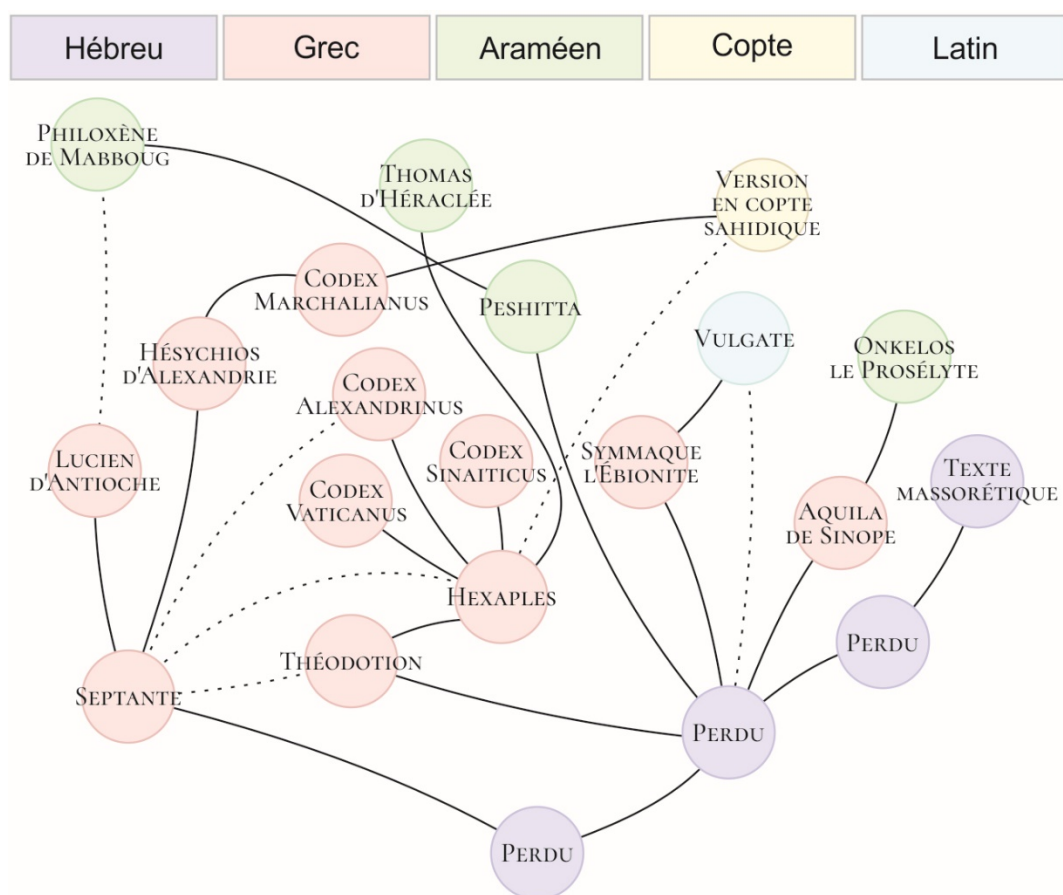 Hébreu
Grec
Araméen
Copte
Latin
Philoxène
de Mabboug
Thomas
d'Héraclée
Version
en copte
sahidique
Codex
Marchalianus
Peshitta
Vulgate
Hésychios
d'Alexandrie
Onkelos
le Prosélyte
Codex
Alexandrinus
Lucien
d'Antioche
Codex
Sinaiticus
Symmaque
l'Ébionite
Texte
massorétique
Codex
Vaticanus
Aquila
de Sinope
Hexaples
Perdu
Théodotion
Septante
Perdu
Perdu